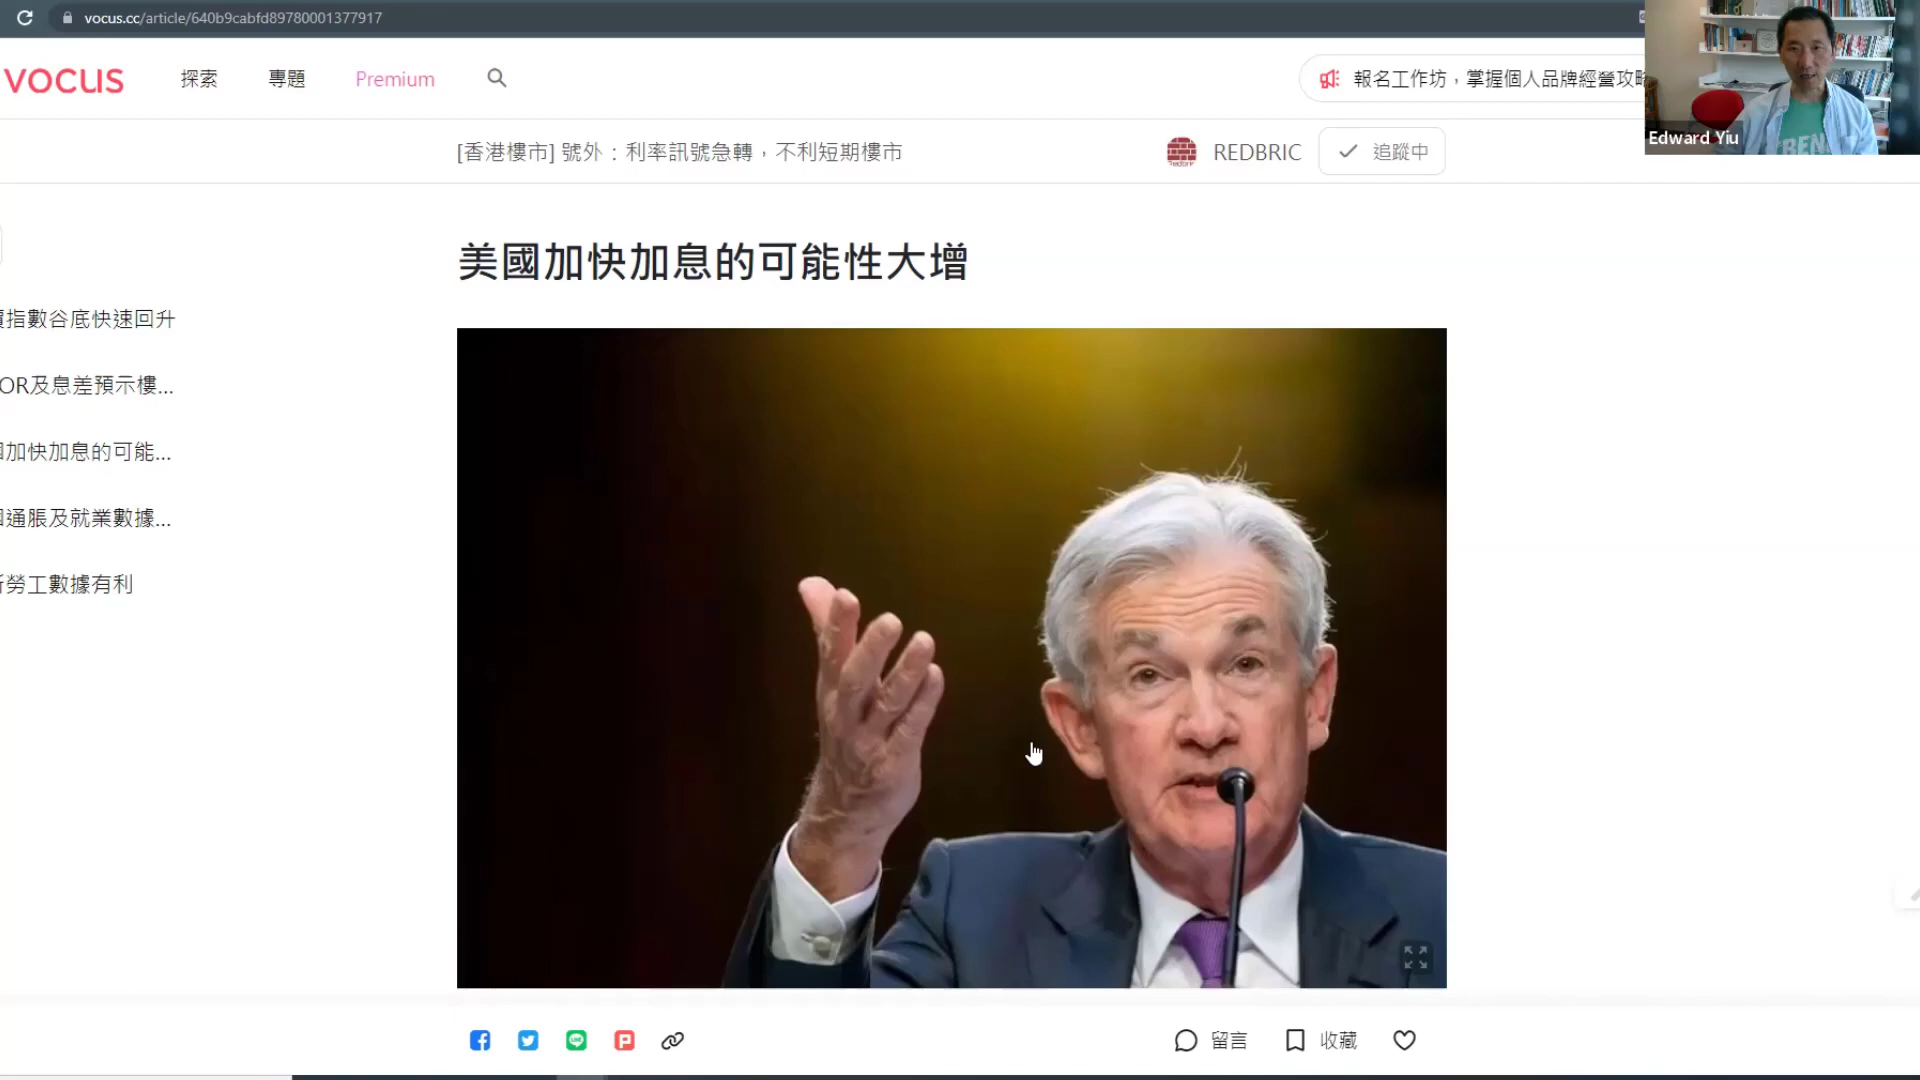 vocus.cc/article/640b9cabfd89780001377917
vocus 探索 專題 Premium
報名工作坊，掌握個人品牌經營攻略
Edward Yiu
[香港樓市] 號外：利率訊號急轉，不利短期樓市
REDBRIC
追蹤中
美國加快加息的可能性大增
指數谷底快速回升
OR及息差預示樓...
加快加息的可能...
通脹及就業數據...
勞工數據有利
留言
收藏